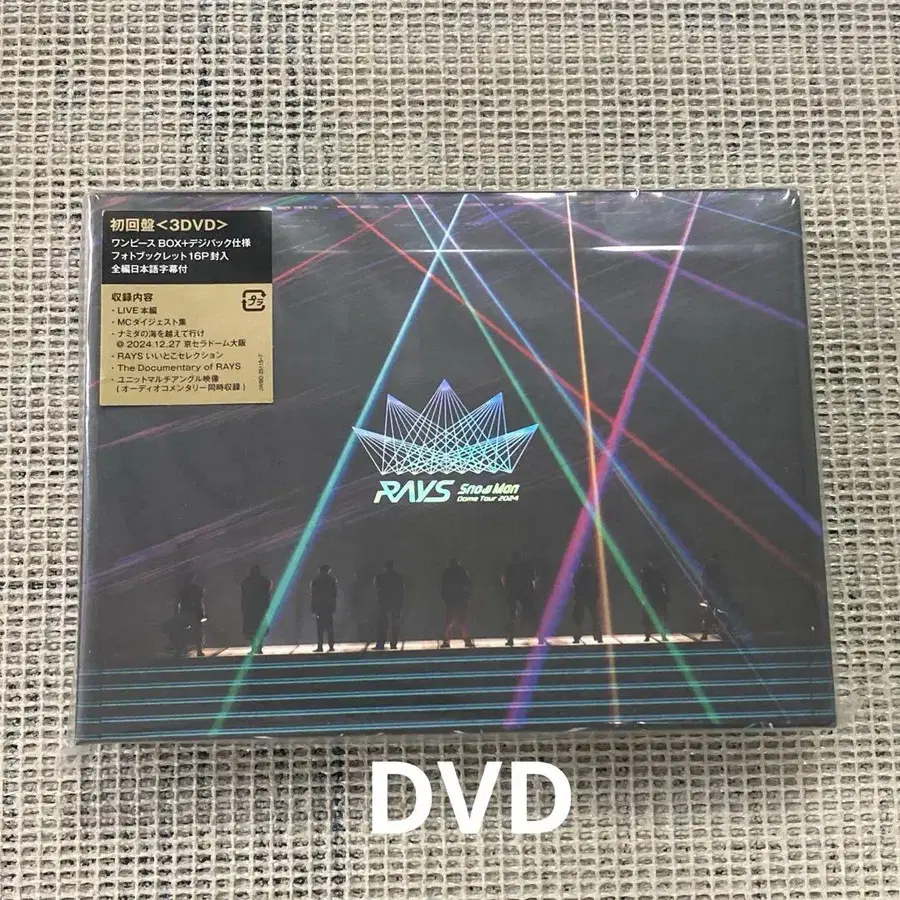 初回盤<3DVD>
ワンピースBOX+デジパック仕様
フォトブックレット16P封入
全編日本語字幕付
収録内容
プラ
・LIVE本編
・MCダイジェスト集
・ナミダの海を越えて行け
@ 2024.12.27 京セラドーム大阪
・RAYS いいとこセレクション
・The Documentary of RAYS
・ユニットマルチアングル映像
(オーディオコメンタリー同時収録)
RAYS Snow Man
Dome Tour 2024
DVD